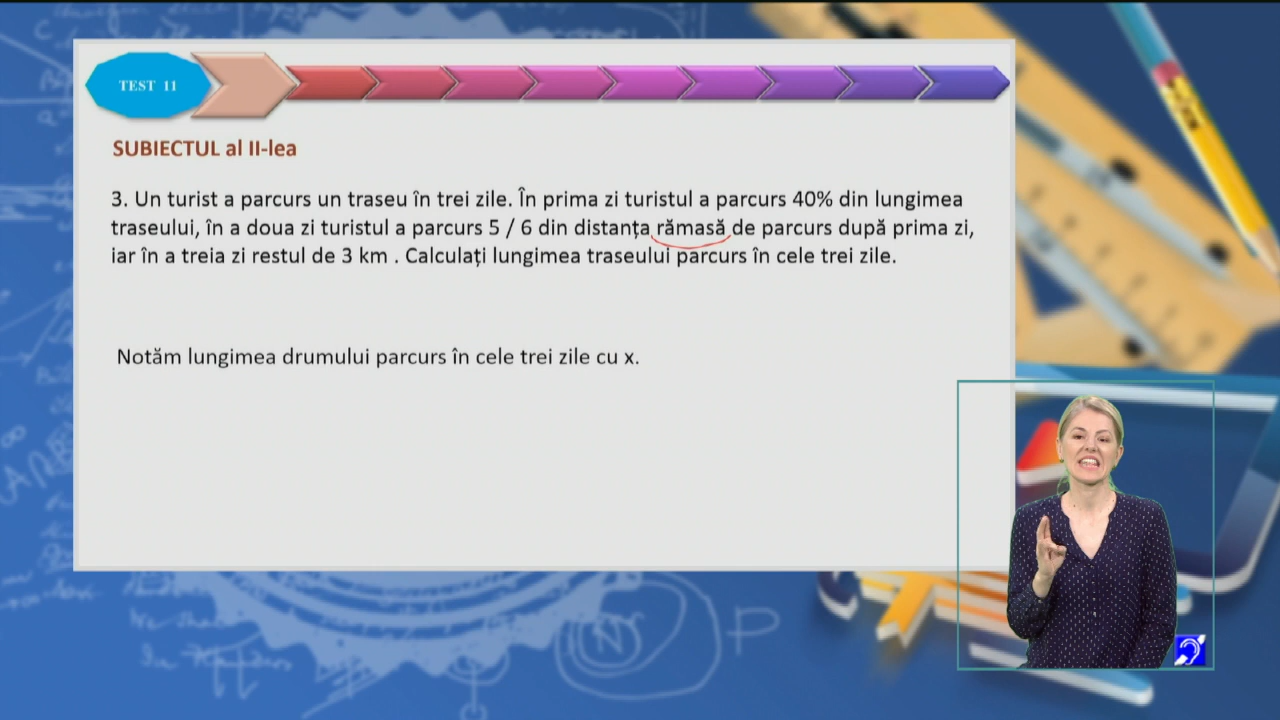 TEST 11
SUBIECTUL al II-lea
3. Un turist a parcurs un traseu în trei zile. În prima zi turistul a parcurs 40% din lungimea
traseului, în a doua zi turistul a parcurs 5 / 6 din distanța rămasă de parcurs după prima zi,
iar în a treia zi restul de 3 km . Calculați lungimea traseului parcurs în cele trei zile.
Notăm lungimea drumului parcurs în cele trei zile cu x.
N
P